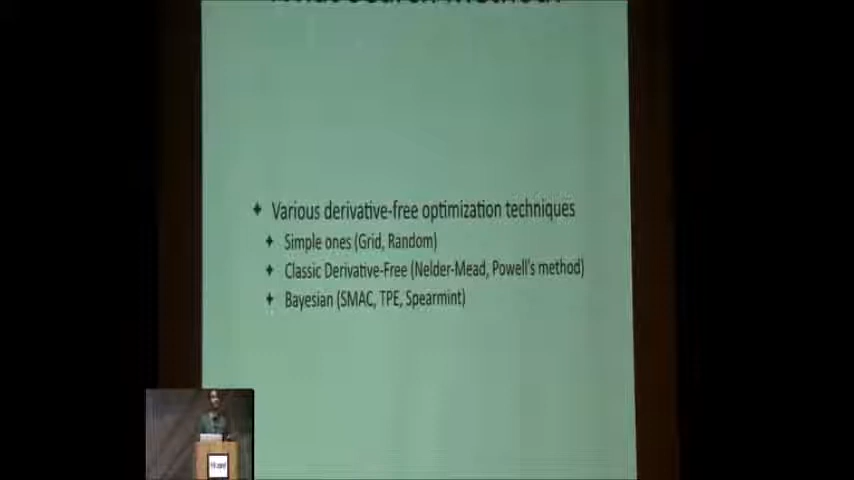 Various derivative-free optimization techniques
Simple ones (Grid, Random)
Classic Derivative-Free (Nelder-Mead, Powell's method)
Bayesian (SMAC, TPE, Spearmint)